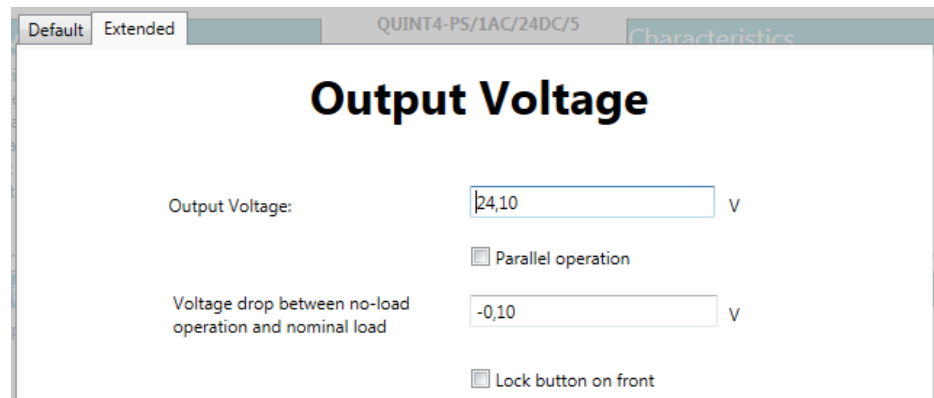 QUINT4-PS/1AC/24DC/5
Default Extended
Characteristics
Output Voltage
Output Voltage: 24,10 V
Parallel operation
Voltage drop between no-load
operation and nominal load -0,10 V
Lock button on front